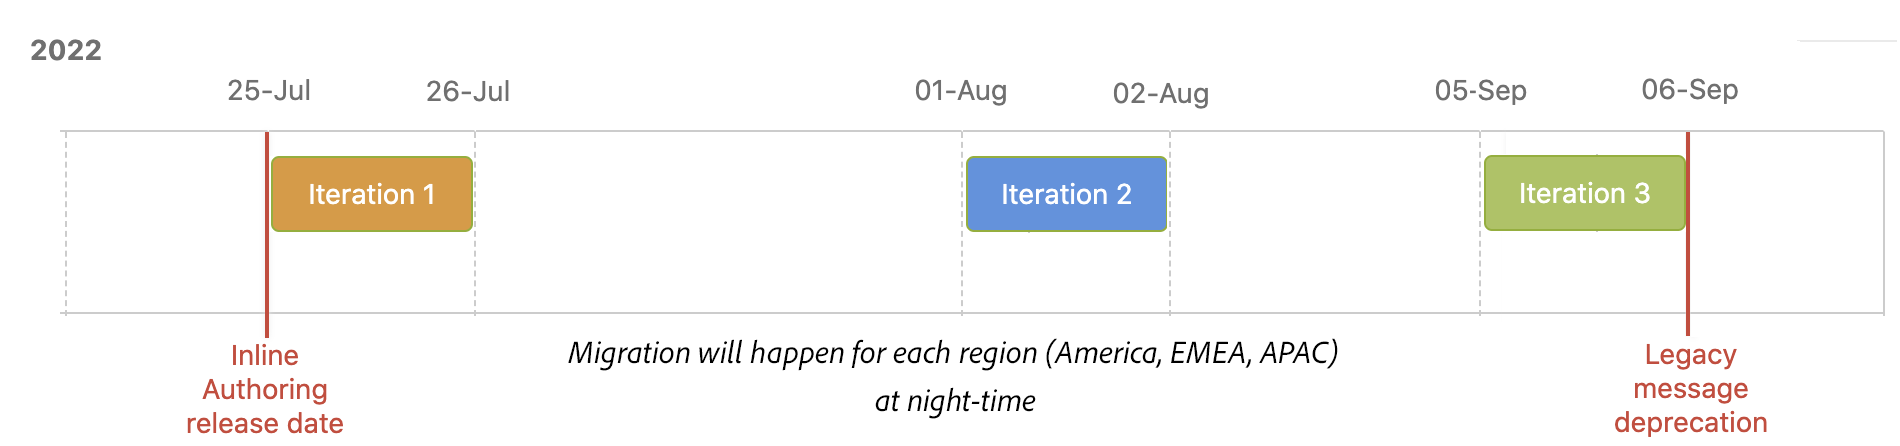 2022
25-Jul
26-Jul
01-Aug
02-Aug
05-Sep
06-Sep
Iteration 1
Iteration 2
Iteration 3
Inline
Authoring
release date
Migration will happen for each region (America, EMEA, APAC)
at night-time
Legacy
message
deprecation